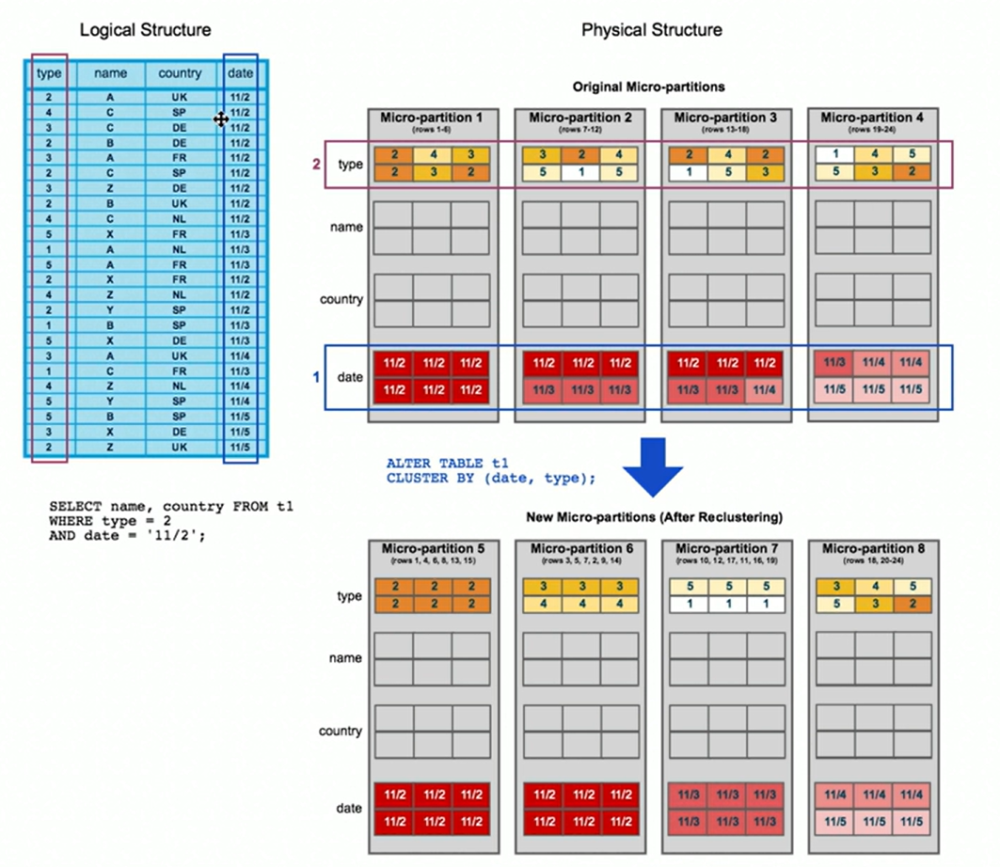 Logical Structure
type name country date
2 A UK 11/2
4 C SP 11/2
3 C DE 11/2
2 B DE 11/2
3 A FR 11/2
2 C SP 11/2
3 Z DE 11/2
2 B UK 11/2
4 C NL 11/2
5 X FR 11/3
1 A NL 11/3
5 A FR 11/3
2 X FR 11/2
4 Z NL 11/2
2 Y SP 11/2
1 B SP 11/3
5 X DE 11/3
3 A UK 11/4
1 C FR 11/3
4 Z NL 11/4
5 Y SP 11/4
5 B SP 11/5
3 X DE 11/5
2 Z UK 11/5
SELECT name, country FROM t1
WHERE type = 2
AND date = '11/2';
Physical Structure
Original Micro-partitions
Micro-partition 1 Micro-partition 2 Micro-partition 3 Micro-partition 4
(rows 1-6) (rows 7-12) (rows 13-18) (rows 19-24)
2 type
2 4 3 3 2 4 2 4 2 1 4 5
2 3 2 5 1 5 1 5 3 5 3 2
name
country
1 date
11/2 11/2 11/2 11/2 11/2 11/2 11/2 11/2 11/2 11/3 11/4 11/4
11/2 11/2 11/2 11/3 11/3 11/3 11/3 11/3 11/4 11/5 11/5 11/5
ALTER TABLE t1
CLUSTER BY (date, type);
New Micro-partitions (After Reclustering)
Micro-partition 5 Micro-partition 6 Micro-partition 7 Micro-partition 8
(rows 1, 4, 6, 8, 13, 15) (rows 3, 5, 7, 2, 9, 14) (rows 10, 12, 17, 11, 16, 19) (rows 18, 20-24)
type
2 2 2 3 3 3 5 5 5 3 4 5
2 2 2 4 4 4 1 1 1 5 3 2
name
country
date
11/2 11/2 11/2 11/2 11/2 11/2 11/3 11/3 11/3 11/4 11/4 11/4
11/2 11/2 11/2 11/2 11/2 11/2 11/3 11/3 11/3 11/5 11/5 11/5